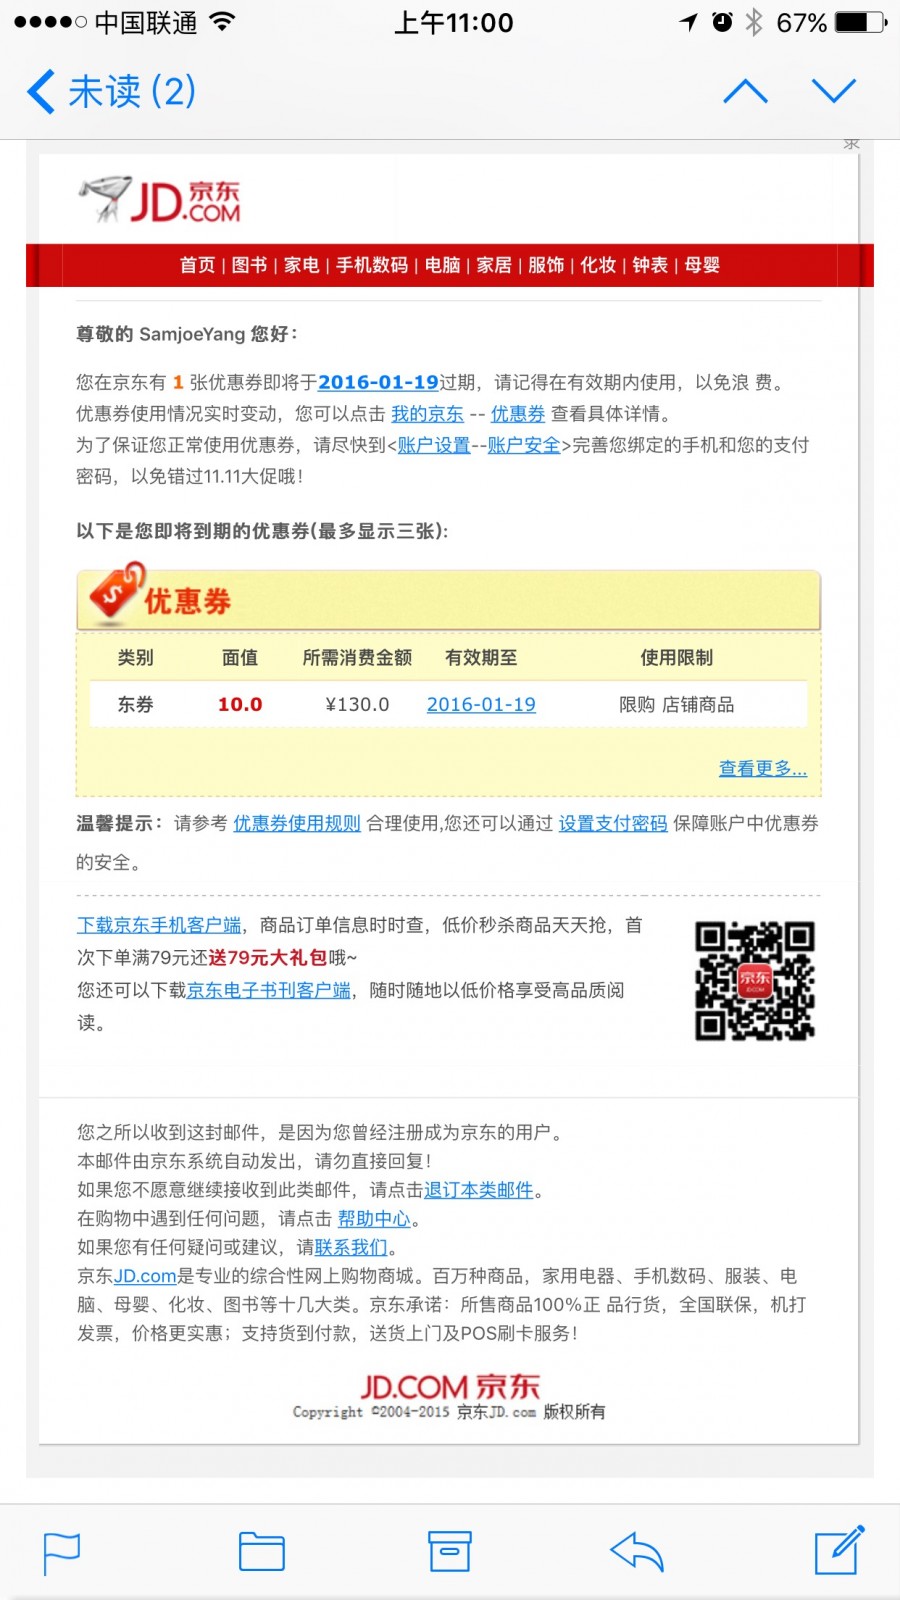 中国联通 上午11:00 67%
未读 (2)
JD.COM 京东
首页 | 图书 | 家电 | 手机数码 | 电脑 | 家居 | 服饰 | 化妆 | 钟表 | 母婴
尊敬的 SamjoeYang 您好：
您在京东有 1 张优惠券即将于2016-01-19过期，请记得在有效期内使用，以免浪 费。
优惠券使用情况实时变动，您可以点击 我的京东 -- 优惠券 查看具体详情。
为了保证您正常使用优惠券，请尽快到<账户设置--账户安全>完善您绑定的手机和您的支付
密码，以免错过11.11大促哦！
以下是您即将到期的优惠券(最多显示三张):
优惠券
类别 面值 所需消费金额 有效期至 使用限制
东券 10.0 ¥130.0 2016-01-19 限购 店铺商品
查看更多...
温馨提示： 请参考 优惠券使用规则 合理使用,您还可以通过 设置支付密码 保障账户中优惠券
的安全。
下载京东手机客户端，商品订单信息时时查，低价秒杀商品天天抢，首
次下单满79元还送79元大礼包哦~
您还可以下载京东电子书刊客户端，随时随地以低价格享受高品质阅
读。
京东
JD.COM
您之所以收到这封邮件，是因为您曾经注册成为京东的用户。
本邮件由京东系统自动发出，请勿直接回复！
如果您不愿意继续接收到此类邮件，请点击退订本类邮件。
在购物中遇到任何问题，请点击 帮助中心。
如果您有任何疑问或建议，请联系我们。
京东JD.com是专业的综合性网上购物商城。百万种商品，家用电器、手机数码、服装、电
脑、母婴、化妆、图书等十几大类。京东承诺：所售商品100%正 品行货，全国联保，机打
发票，价格更实惠；支持货到付款，送货上门及POS刷卡服务！
JD.COM 京东
Copyright ©2004-2015 京东JD.com 版权所有